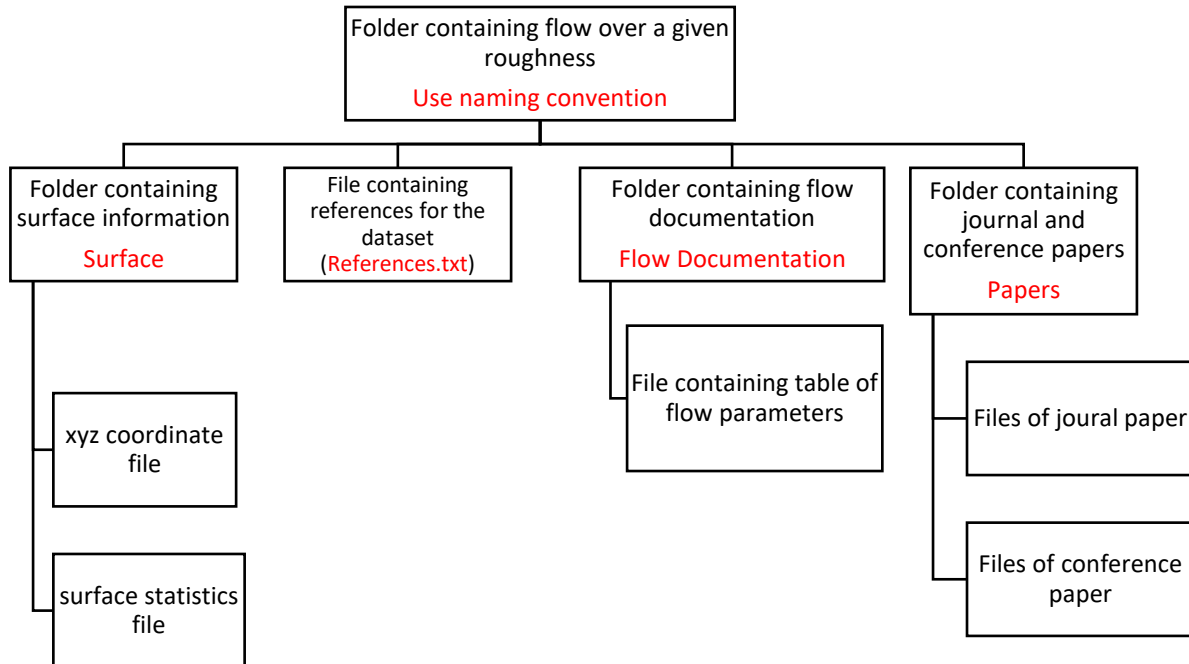 Folder containing flow over a given
roughness
Use naming convention
Folder containing
surface information
Surface
File containing
references for the
dataset
(References.txt)
Folder containing flow
documentation
Flow Documentation
Folder containing
journal and
conference papers
Papers
xyz coordinate
file
surface statistics
file
File containing table of
flow parameters
Files of joural paper
Files of conference
paper